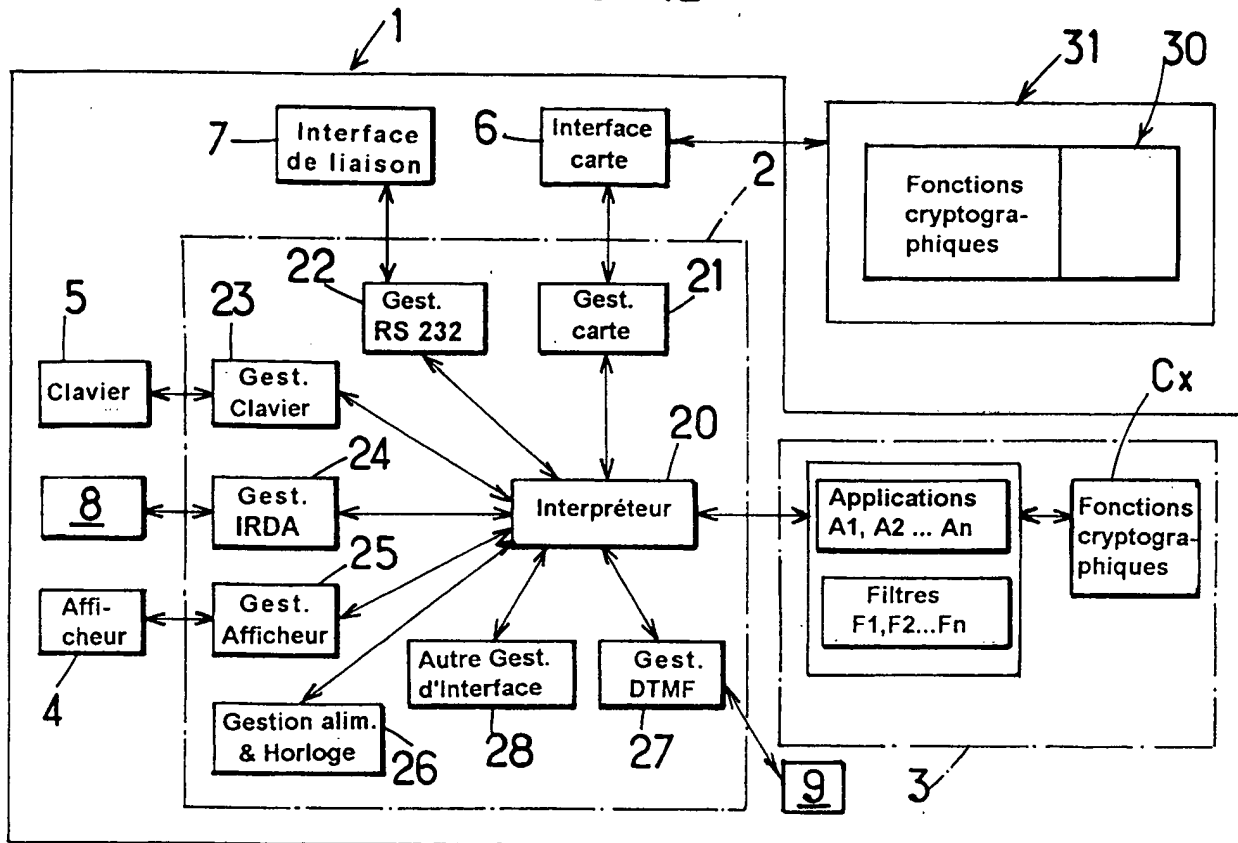 1
31
30
7
Interface
de liaison
6
Interface
carte
2
Fonctions
cryptogra-
phiques
22
Gest.
RS 232
21
Gest.
carte
5
Clavier
23
Gest.
Clavier
20
Interpréteur
Cx
24
8
Gest.
IRDA
Applications
A1, A2 ... An
Fonctions
cryptogra-
phiques
25
Affi-
cheur
4
Gest.
Afficheur
Filtres
F1,F2...Fn
Autre Gest.
d'Interface
28
Gest.
DTMF
27
Gestion alim.
& Horloge
26
9
3